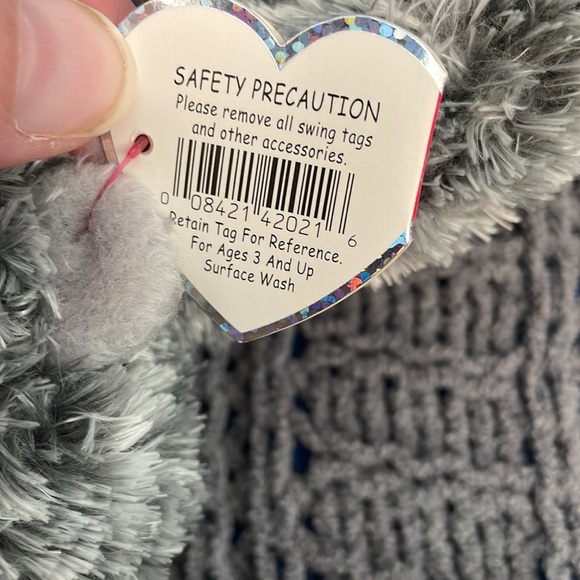 SAFETY PRECAUTION
Please remove all swing tags
and other accessories.
0 08421 42021 6
Retain Tag For Reference.
For Ages 3 And Up
Surface Wash